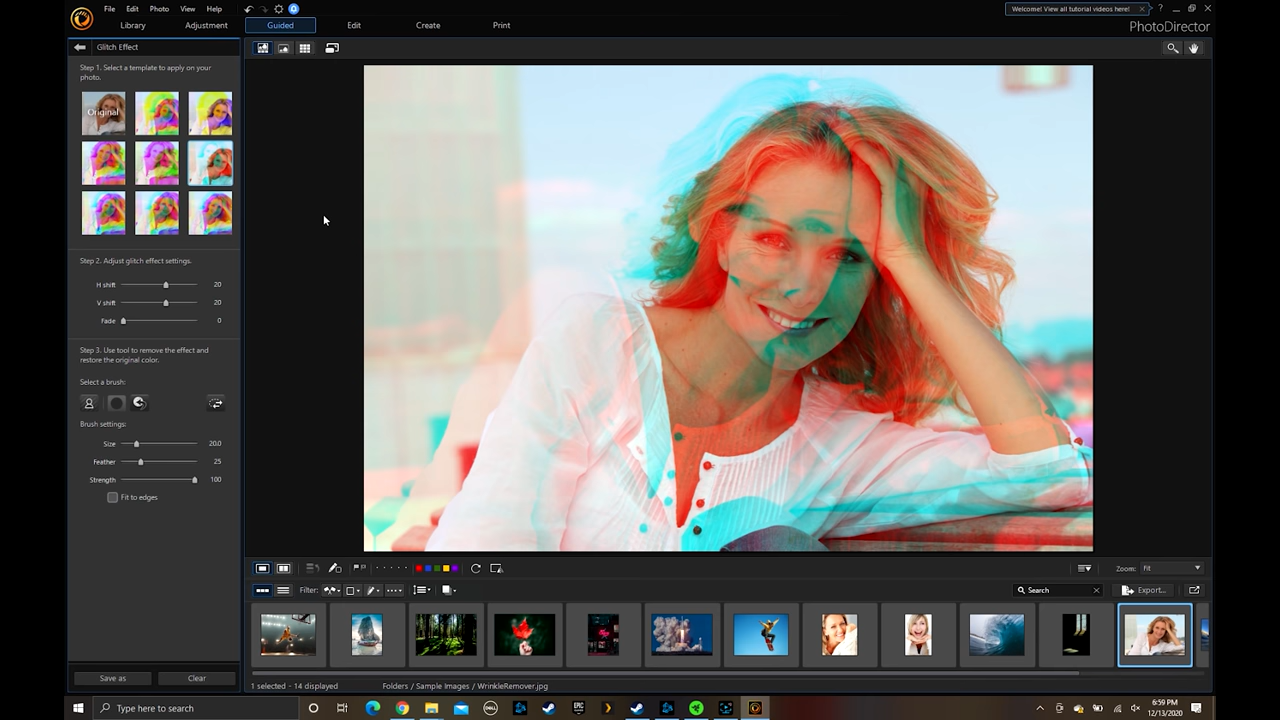 File Edit Photo View Help
Welcome! View all tutorial videos here!
Library Adjustment Guided Edit Create Print
PhotoDirector
Glitch Effect
Step 1. Select a template to apply on your
photo.
Original
Step 2. Adjust glitch effect settings.
H shift 20
V shift 20
Fade 0
Step 3. Use tool to remove the effect and
restore the original color.
Select a brush:
Brush settings:
Size 20.0
Feather 25
Strength 100
Fit to edges
Zoom: Fit
Filter:
Search
Export...
Save as Clear
1 selected - 14 displayed Folders / Sample Images / WrinkleRemover.jpg
Type here to search
DELL
EPIC
6:59 PM
12/13/2020